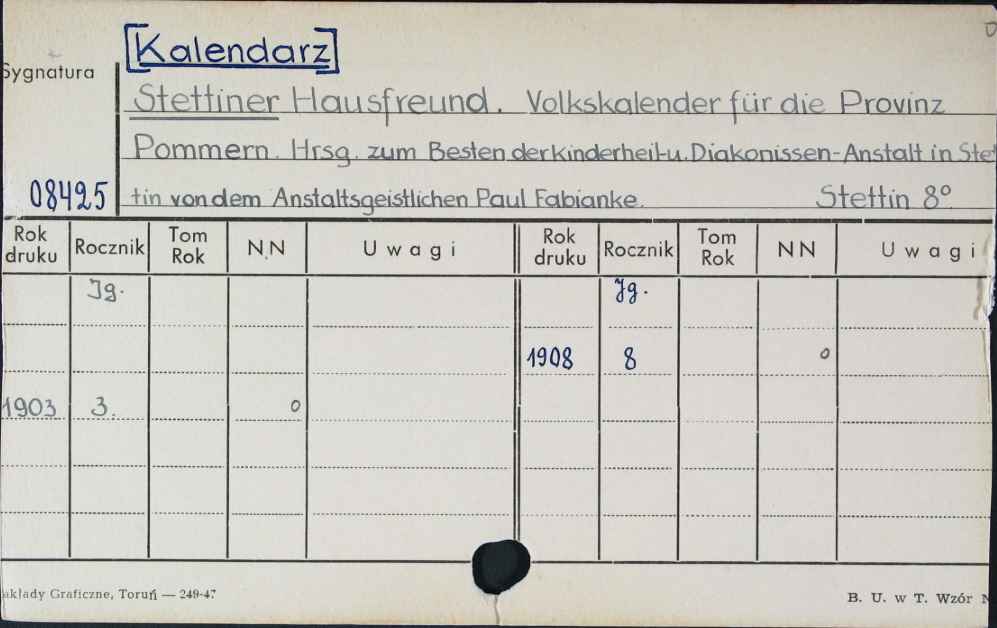 [Kalendarz]
Sygnatura
Stettiner Hausfreund. Volkskalender für die Provinz
Pommern. Hrsg. zum Besten der Kinderheil-u. Diakonissen-Anstalt in Stet
08425 tin von dem Anstaltsgeistlichen Paul Fabianke. Stettin 8°
Rok druku Rocznik Tom Rok N.N Uwagi Rok druku Rocznik Tom Rok NN Uwagi
Jg. Jg.
1908 8 0
1903 3. 0
akłady Graficzne, Toruń — 249-47 B. U. w T. Wzór N